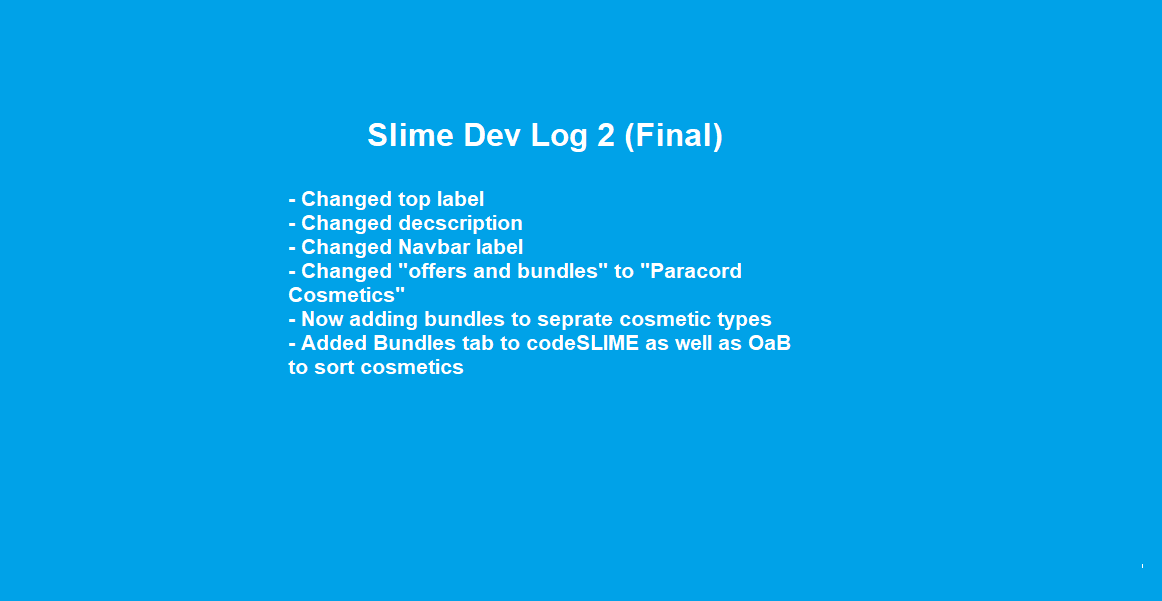 Slime Dev Log 2 (Final)
- Changed top label
- Changed decscription
- Changed Navbar label
- Changed "offers and bundles" to "Paracord
Cosmetics"
- Now adding bundles to seprate cosmetic types
- Added Bundles tab to codeSLIME as well as OaB
to sort cosmetics